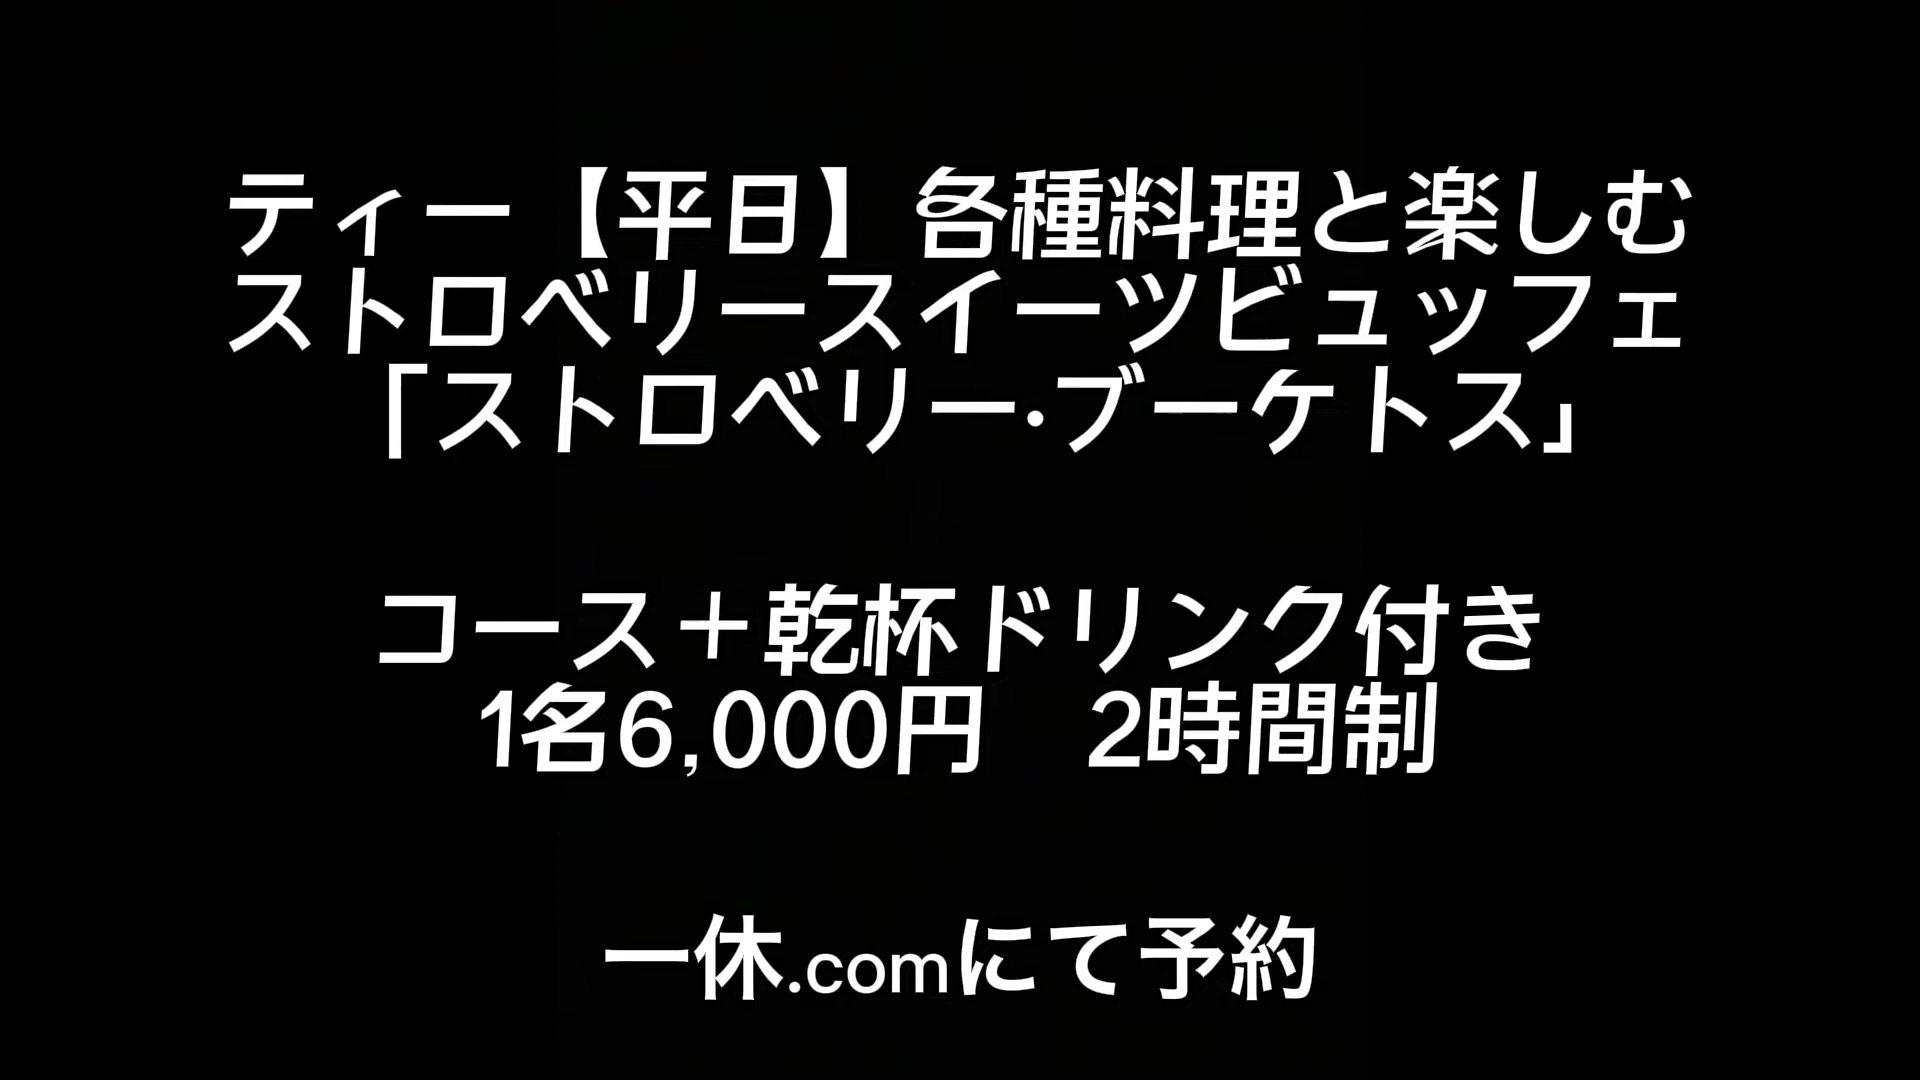 ティー【平日】各種料理と楽しむ
ストロベリースイーツビュッフェ
「ストロベリー・ブーケトス」
コース＋乾杯ドリンク付き
1名6,000円　2時間制
一休.comにて予約